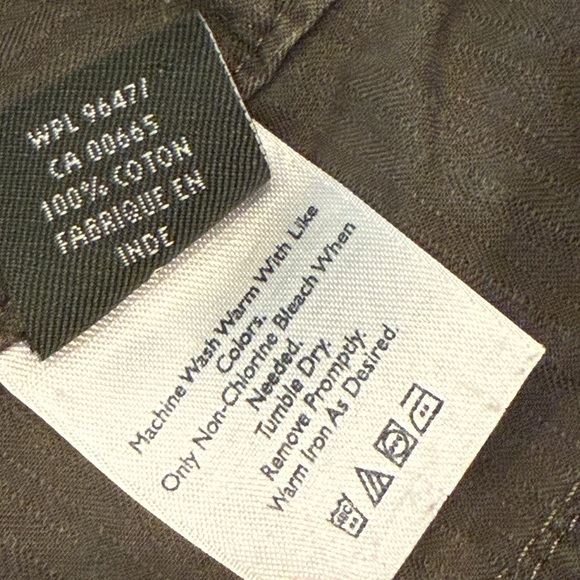 WPL 9647/
CA 00665
100% COTON
FABRIQUE EN
INDE
Machine Wash Warm With Like
Colors.
Only Non-Chlorine Bleach When
Needed.
Tumble Dry.
Remove Promptly.
Warm Iron As Desired.